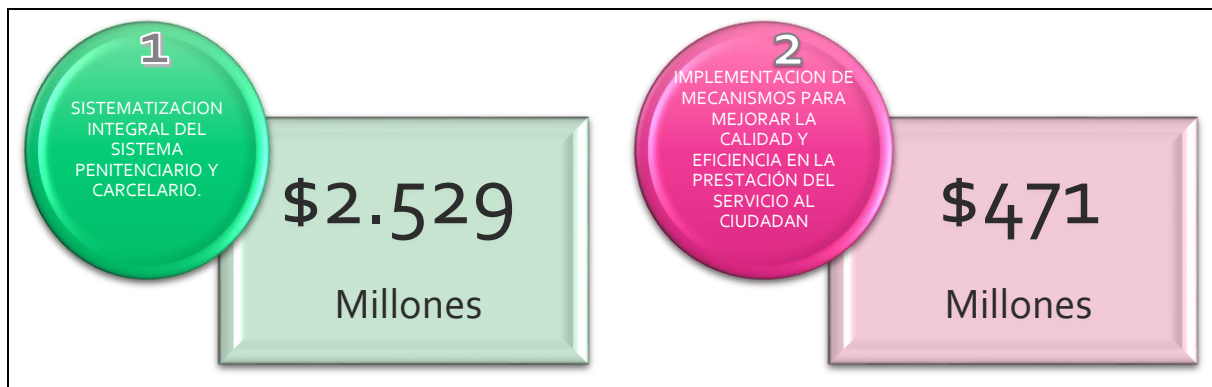 1
SISTEMATIZACION
INTEGRAL DEL
SISTEMA
PENITENCIARIO Y
CARCELARIO.
$2.529
Millones
2
IMPLEMENTACION DE
MECANISMOS PARA
MEJORAR LA
CALIDAD Y
EFICIENCIA EN LA
PRESTACIÓN DEL
SERVICIO AL
CIUDADAN
$471
Millones